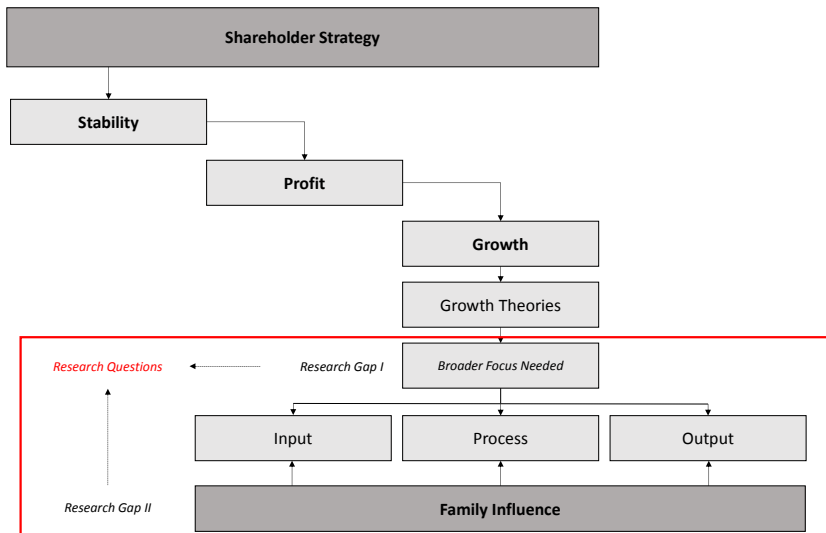 Shareholder Strategy
Stability
Profit
Growth
Growth Theories
Research Questions
Research Gap I
Broader Focus Needed
Input
Process
Output
Research Gap II
Family Influence